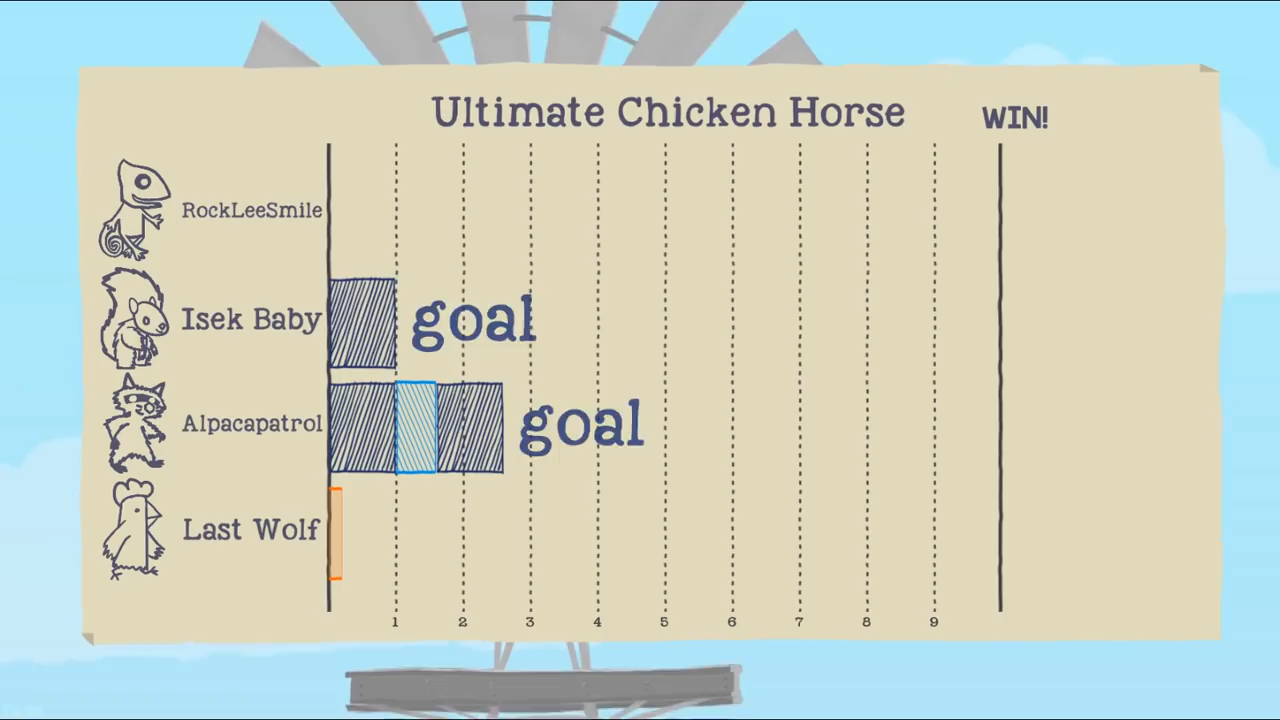 Ultimate Chicken Horse
WIN!
RockLeeSmile
Isek Baby
goal
Alpacapatrol
goal
Last Wolf
1 2 3 4 5 6 7 8 9